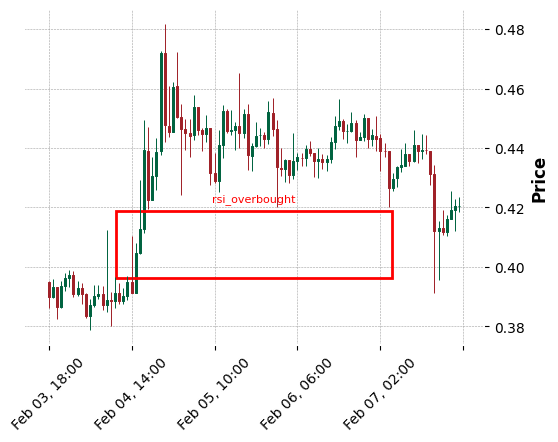 0.48
0.46
0.44
0.42
0.40
0.38
Price
rsi_overbought
Feb 03, 18:00
Feb 04, 14:00
Feb 05, 10:00
Feb 06, 06:00
Feb 07, 02:00